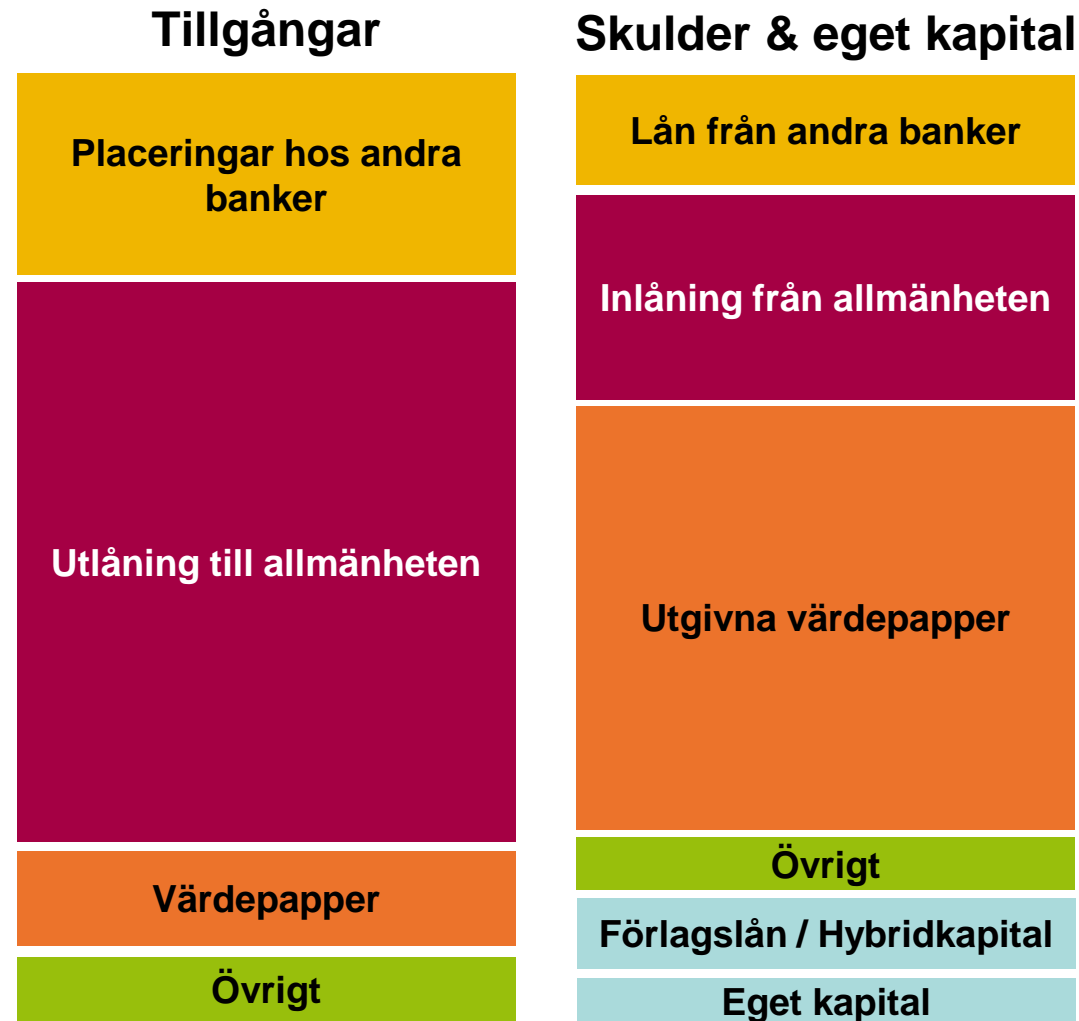 Tillgångar
Placeringar hos andra
banker
Utlåning till allmänheten
Värdepapper
Övrigt
Skulder & eget kapital
Lån från andra banker
Inlåning från allmänheten
Utgivna värdepapper
Övrigt
Förlagslån / Hybridkapital
Eget kapital